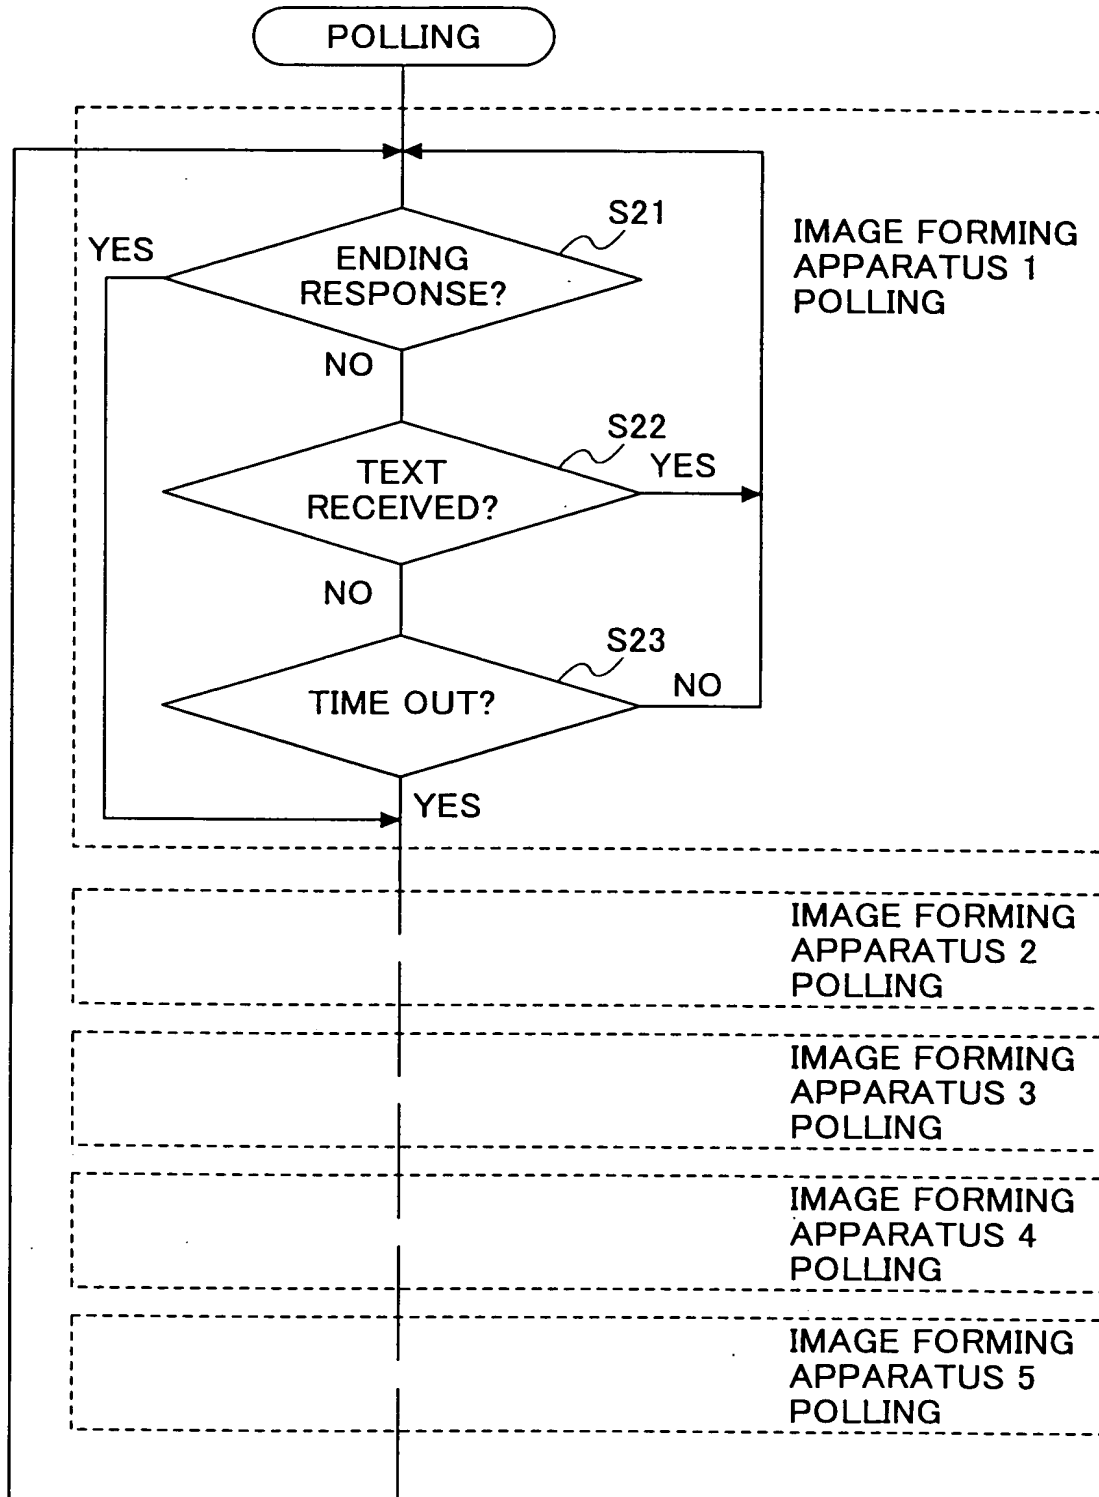 POLLING
S21
YES
ENDING
RESPONSE?
IMAGE FORMING
APPARATUS 1
POLLING
NO
S22
TEXT
RECEIVED?
YES
NO
S23
TIME OUT?
NO
YES
IMAGE FORMING
APPARATUS 2
POLLING
IMAGE FORMING
APPARATUS 3
POLLING
IMAGE FORMING
APPARATUS 4
POLLING
IMAGE FORMING
APPARATUS 5
POLLING